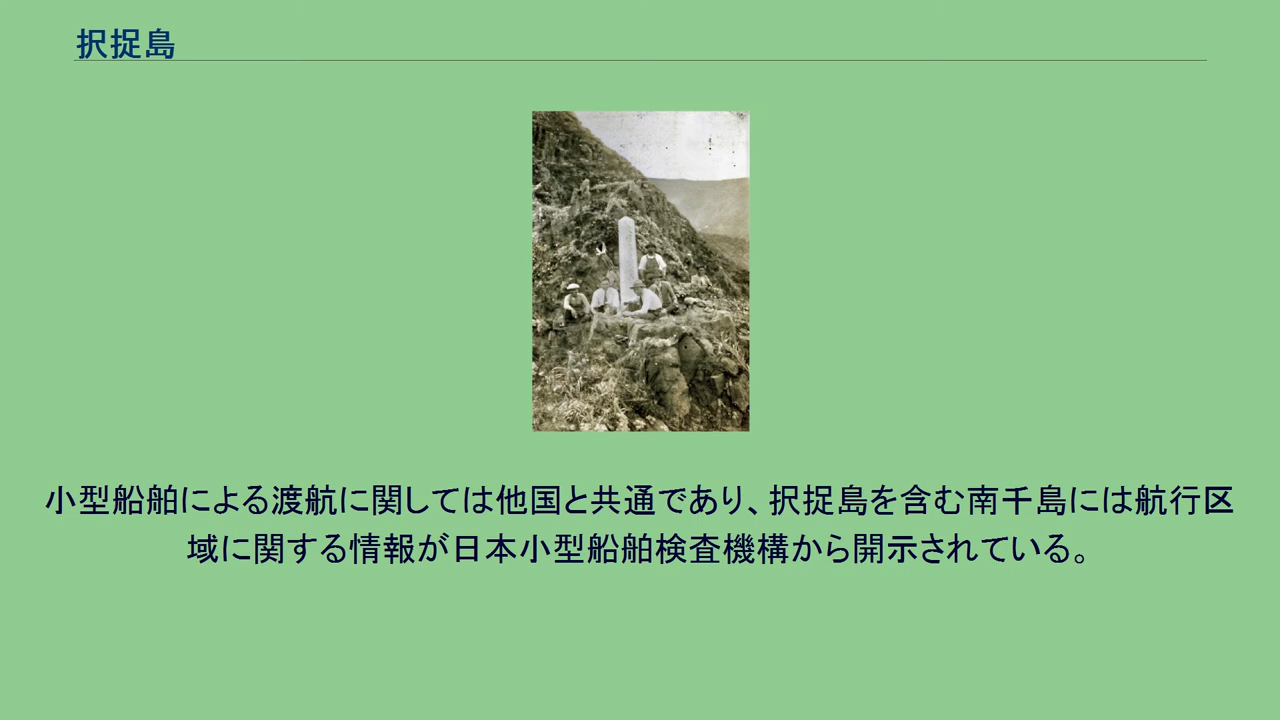 択捉島
小型船舶による渡航に関しては他国と共通であり、択捉島を含む南千島には航行区
域に関する情報が日本小型船舶検査機構から開示されている。